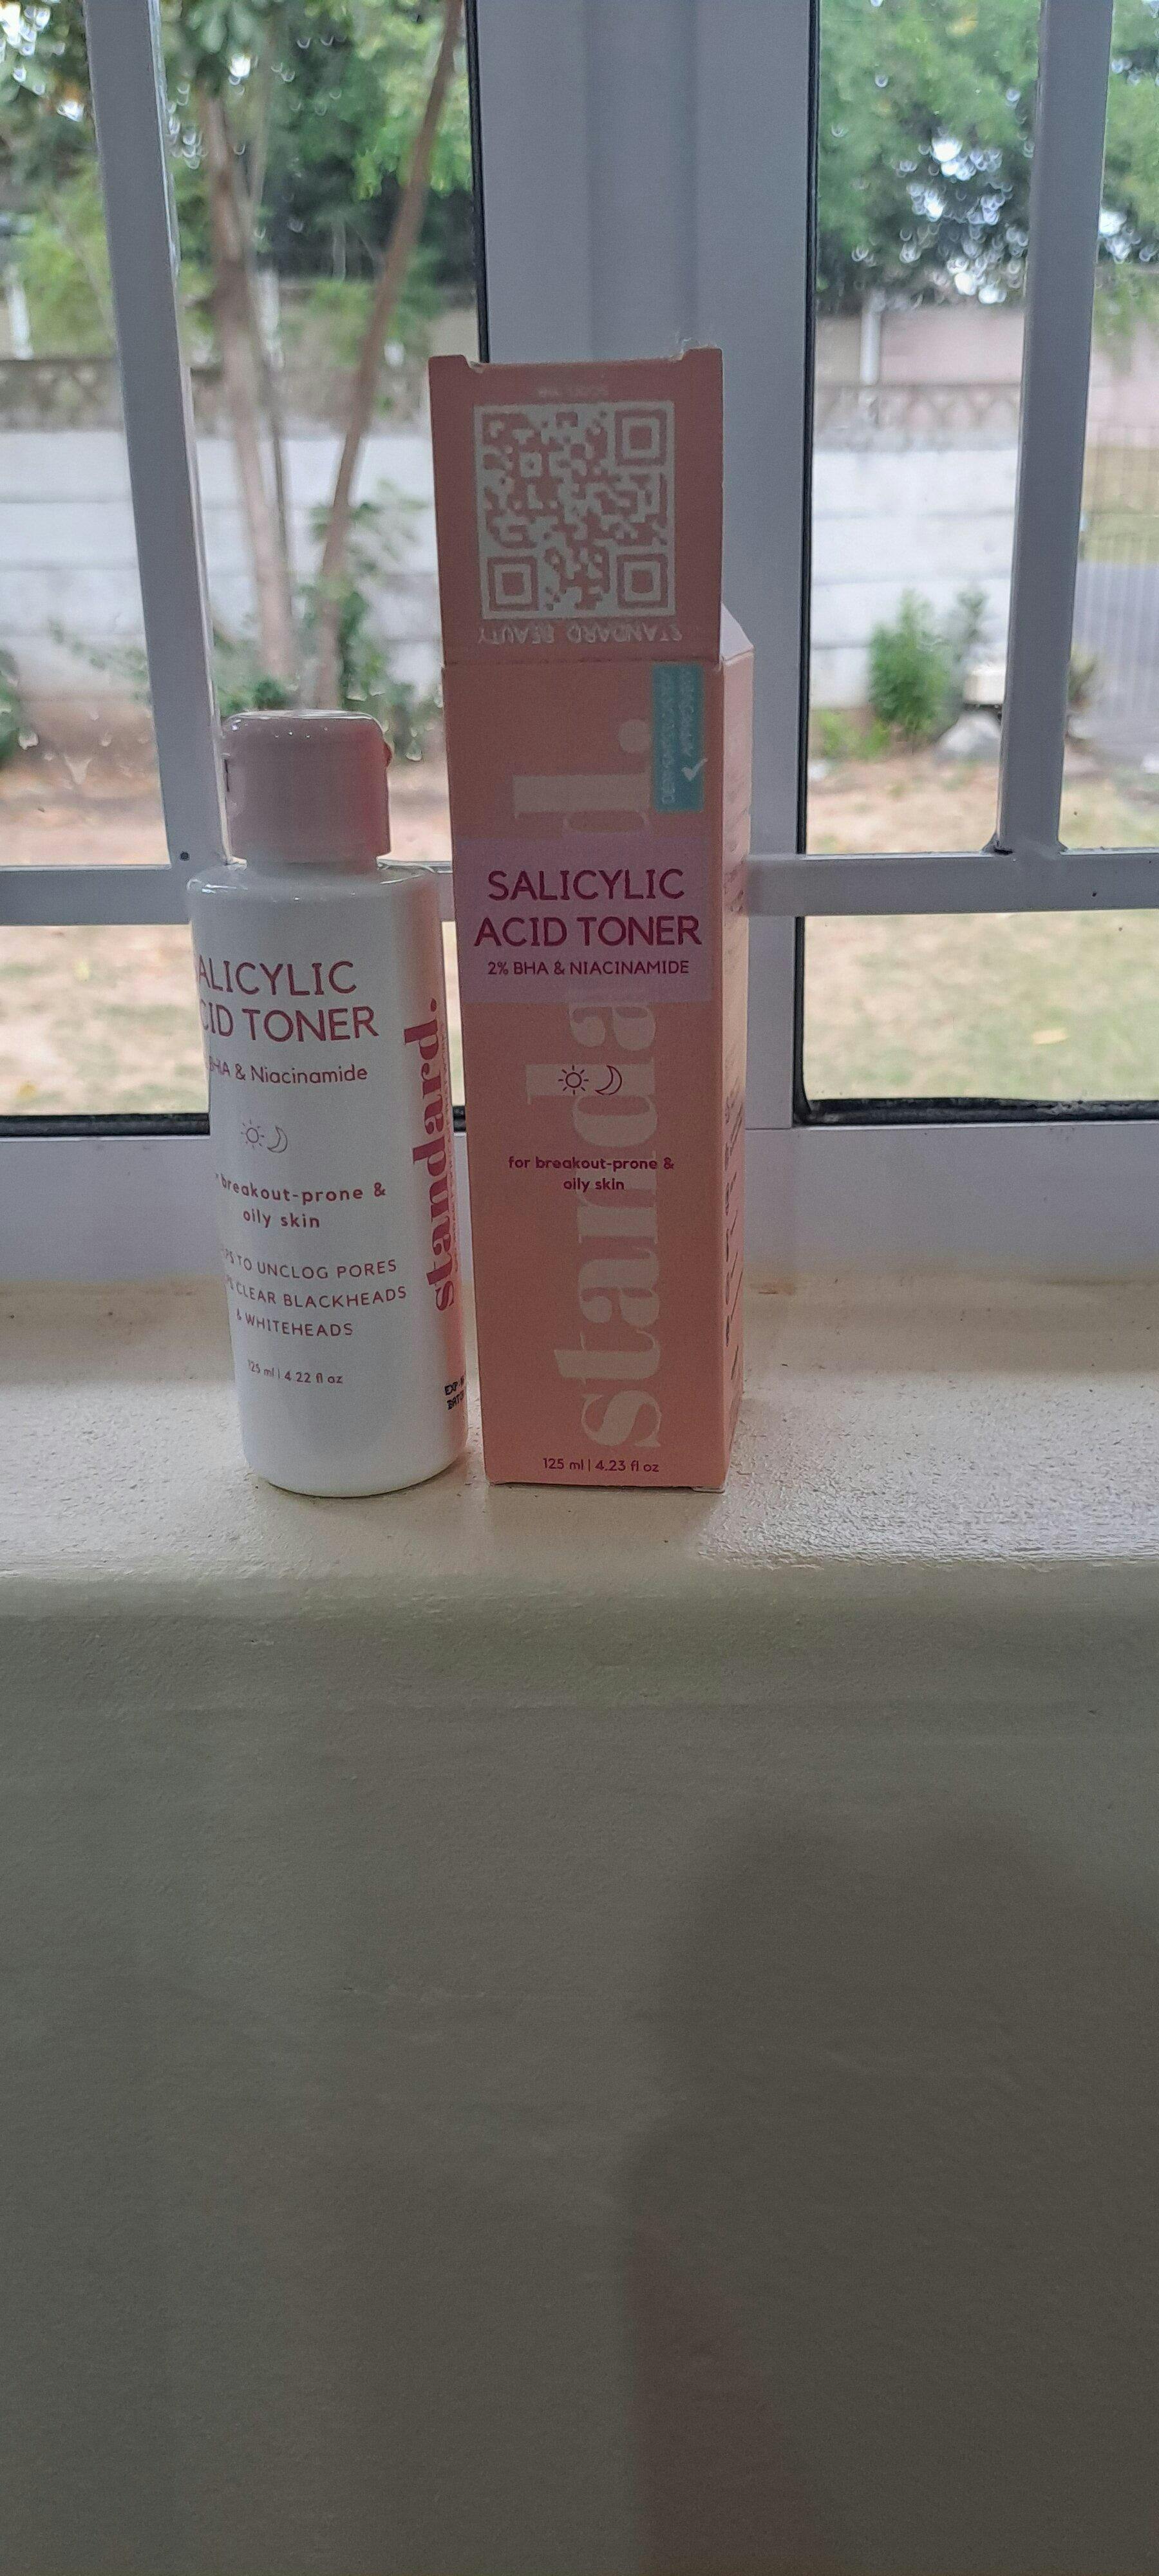 ALICYLIC
CID TONER
BHA & Niacinamide
breakout-prone &
oily skin
TO UNCLOG PORES
CLEAR BLACKHEADS
& WHITEHEADS
125 ml | 4.22 fl oz
standard.
EXP
BAT
STANDARD BEAUTY
standard.
SALICYLIC
ACID TONER
2% BHA & NIACINAMIDE
for breakout-prone &
oily skin
125 ml | 4.23 fl oz